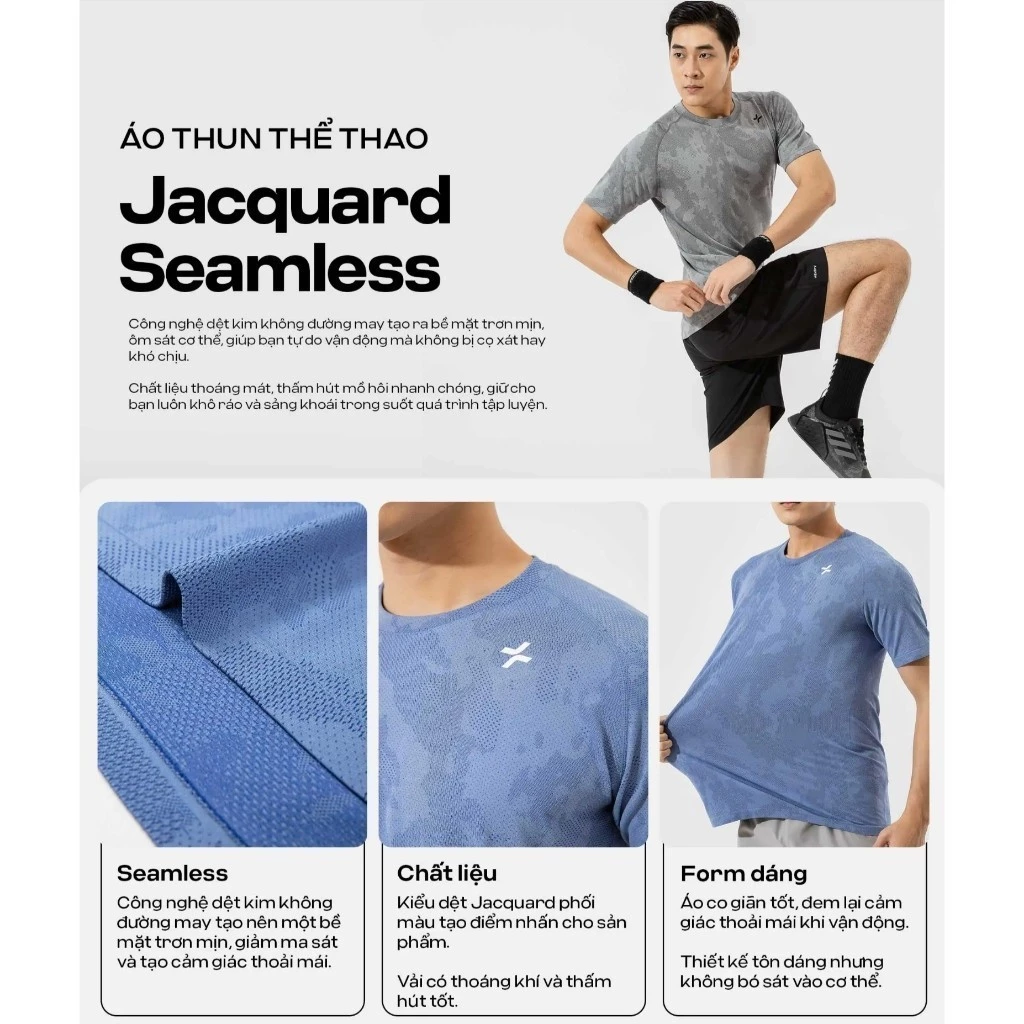 ÁO THUN THỂ THAO
Jacquard
Seamless
Công nghệ dệt kim không đường may tạo ra bề mặt trơn mịn,
ôm sát cơ thể, giúp bạn tự do vận động mà không bị cọ xát hay
khó chịu.
Chất liệu thoáng mát, thấm hút mồ hôi nhanh chóng, giữ cho
bạn luôn khô ráo và sảng khoái trong suốt quá trình tập luyện.
Seamless
Công nghệ dệt kim không
đường may tạo nên một bề
mặt trơn mịn, giảm ma sát
và tạo cảm giác thoải mái.
Chất liệu
Kiểu dệt Jacquard phối
màu tạo điểm nhấn cho sản
phẩm.
Vải có thoáng khí và thấm
hút tốt.
Form dáng
Áo co giãn tốt, đem lại cảm
giác thoải mái khi vận động.
Thiết kế tôn dáng nhưng
không bó sát vào cơ thể.